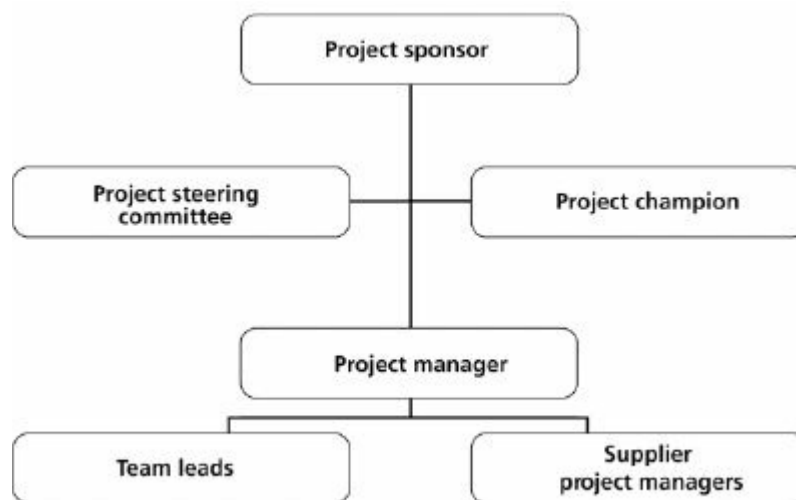 Project sponsor
Project steering
committee
Project champion
Project manager
Team leads
Supplier
project managers